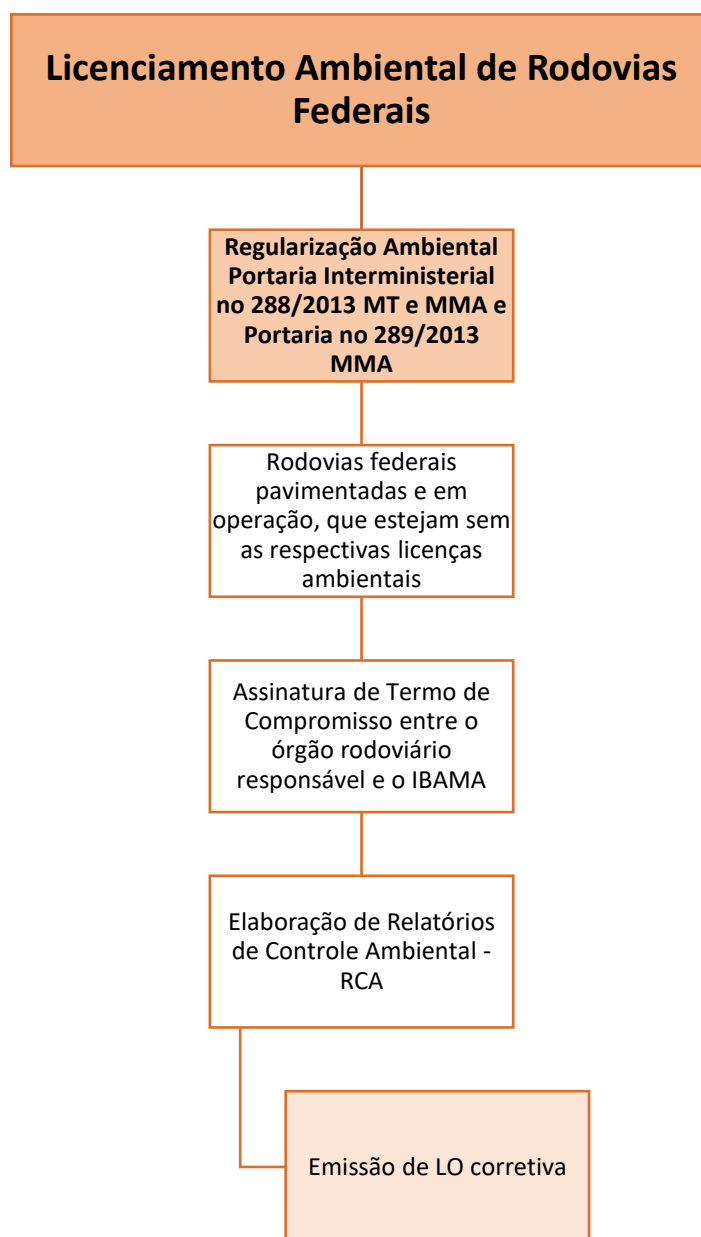 Licenciamento Ambiental de Rodovias
Federais
Regularização Ambiental
Portaria Interministerial
no 288/2013 MT e MMA e
Portaria no 289/2013
MMA
Rodovias federais
pavimentadas e em
operação, que estejam sem
as respectivas licenças
ambientais
Assinatura de Termo de
Compromisso entre o
órgão rodoviário
responsável e o IBAMA
Elaboração de Relatórios
de Controle Ambiental -
RCA
Emissão de LO corretiva